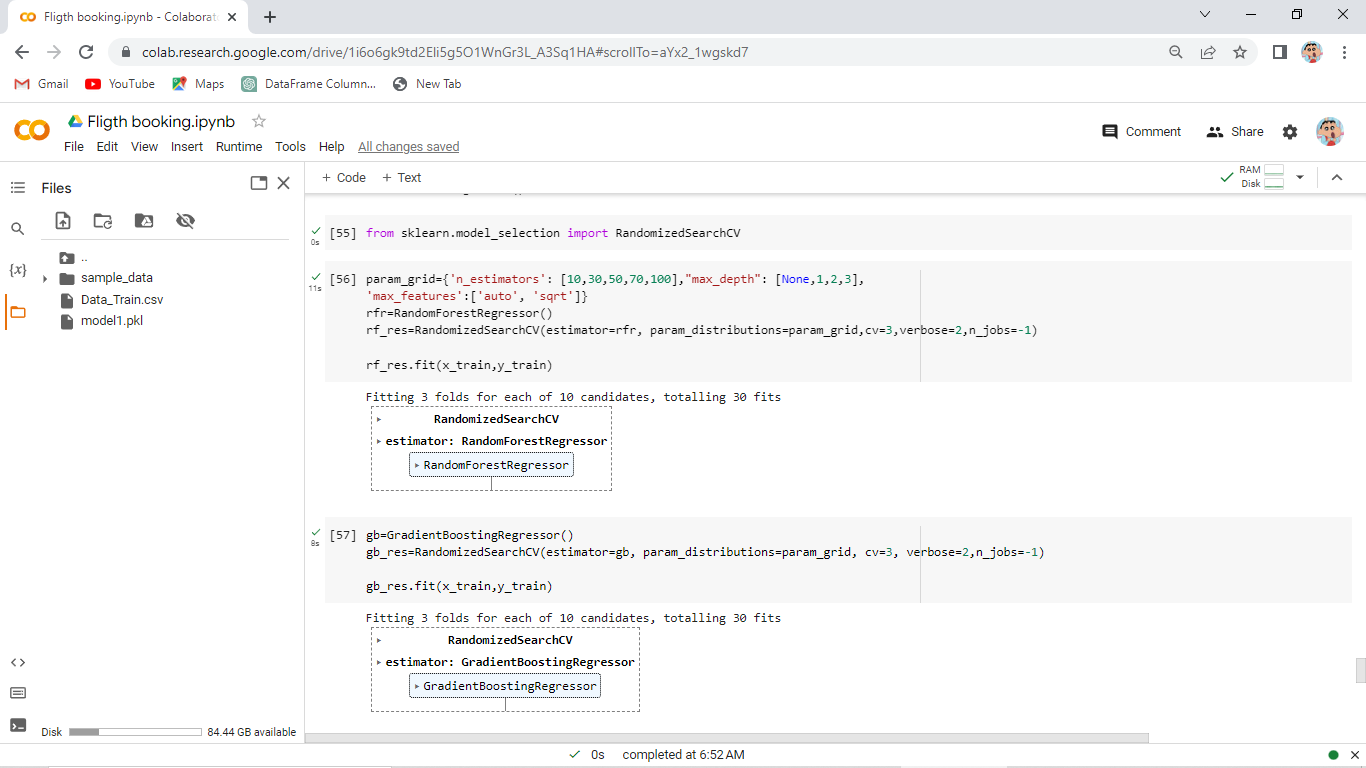 Fligth booking.ipynb - Colaborat
colab.research.google.com/drive/1i6o6gk9td2Eli5g5O1WnGr3L_A3Sq1HA#scrollTo=aYx2_1wgskd7
Gmail YouTube Maps DataFrame Column... New Tab
Fligth booking.ipynb
File Edit View Insert Runtime Tools Help All changes saved
Comment Share
Files
+ Code + Text
RAM
Disk
..
sample_data
Data_Train.csv
model1.pkl
{x}
[55] from sklearn.model_selection import RandomizedSearchCV
0s
[56] param_grid={'n_estimators': [10,30,50,70,100],"max_depth": [None,1,2,3],
11s
'max_features':['auto', 'sqrt']}
rfr=RandomForestRegressor()
rf_res=RandomizedSearchCV(estimator=rfr, param_distributions=param_grid,cv=3,verbose=2,n_jobs=-1)
rf_res.fit(x_train,y_train)
Fitting 3 folds for each of 10 candidates, totalling 30 fits
RandomizedSearchCV
estimator: RandomForestRegressor
RandomForestRegressor
[57] gb=GradientBoostingRegressor()
8s
gb_res=RandomizedSearchCV(estimator=gb, param_distributions=param_grid, cv=3, verbose=2,n_jobs=-1)
gb_res.fit(x_train,y_train)
Fitting 3 folds for each of 10 candidates, totalling 30 fits
RandomizedSearchCV
estimator: GradientBoostingRegressor
GradientBoostingRegressor
Disk 84.44 GB available
0s completed at 6:52 AM